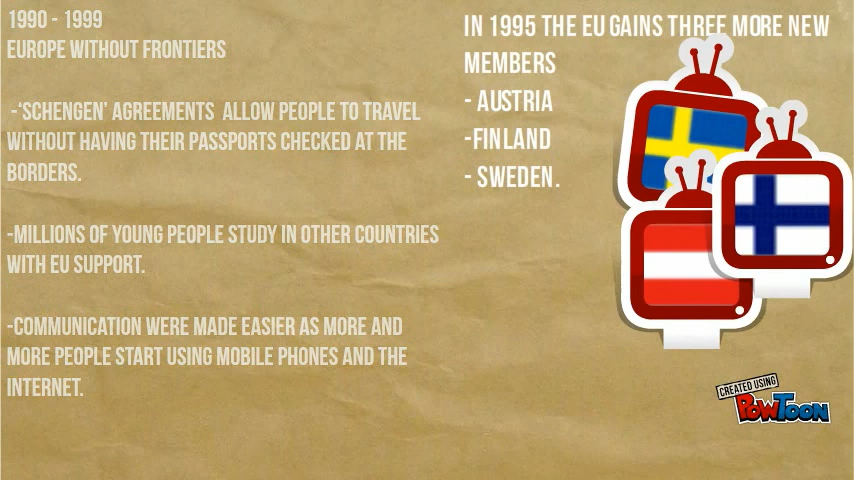 1990 - 1999
EUROPE WITHOUT FRONTIERS
-‘SCHENGEN’ AGREEMENTS ALLOW PEOPLE TO TRAVEL
WITHOUT HAVING THEIR PASSPORTS CHECKED AT THE
BORDERS.
-MILLIONS OF YOUNG PEOPLE STUDY IN OTHER COUNTRIES
WITH EU SUPPORT.
-COMMUNICATION WERE MADE EASIER AS MORE AND
MORE PEOPLE START USING MOBILE PHONES AND THE
INTERNET.
IN 1995 THE EU GAINS THREE MORE NEW
MEMBERS
- AUSTRIA
-FINLAND
- SWEDEN.
CREATED USING
POWTOON